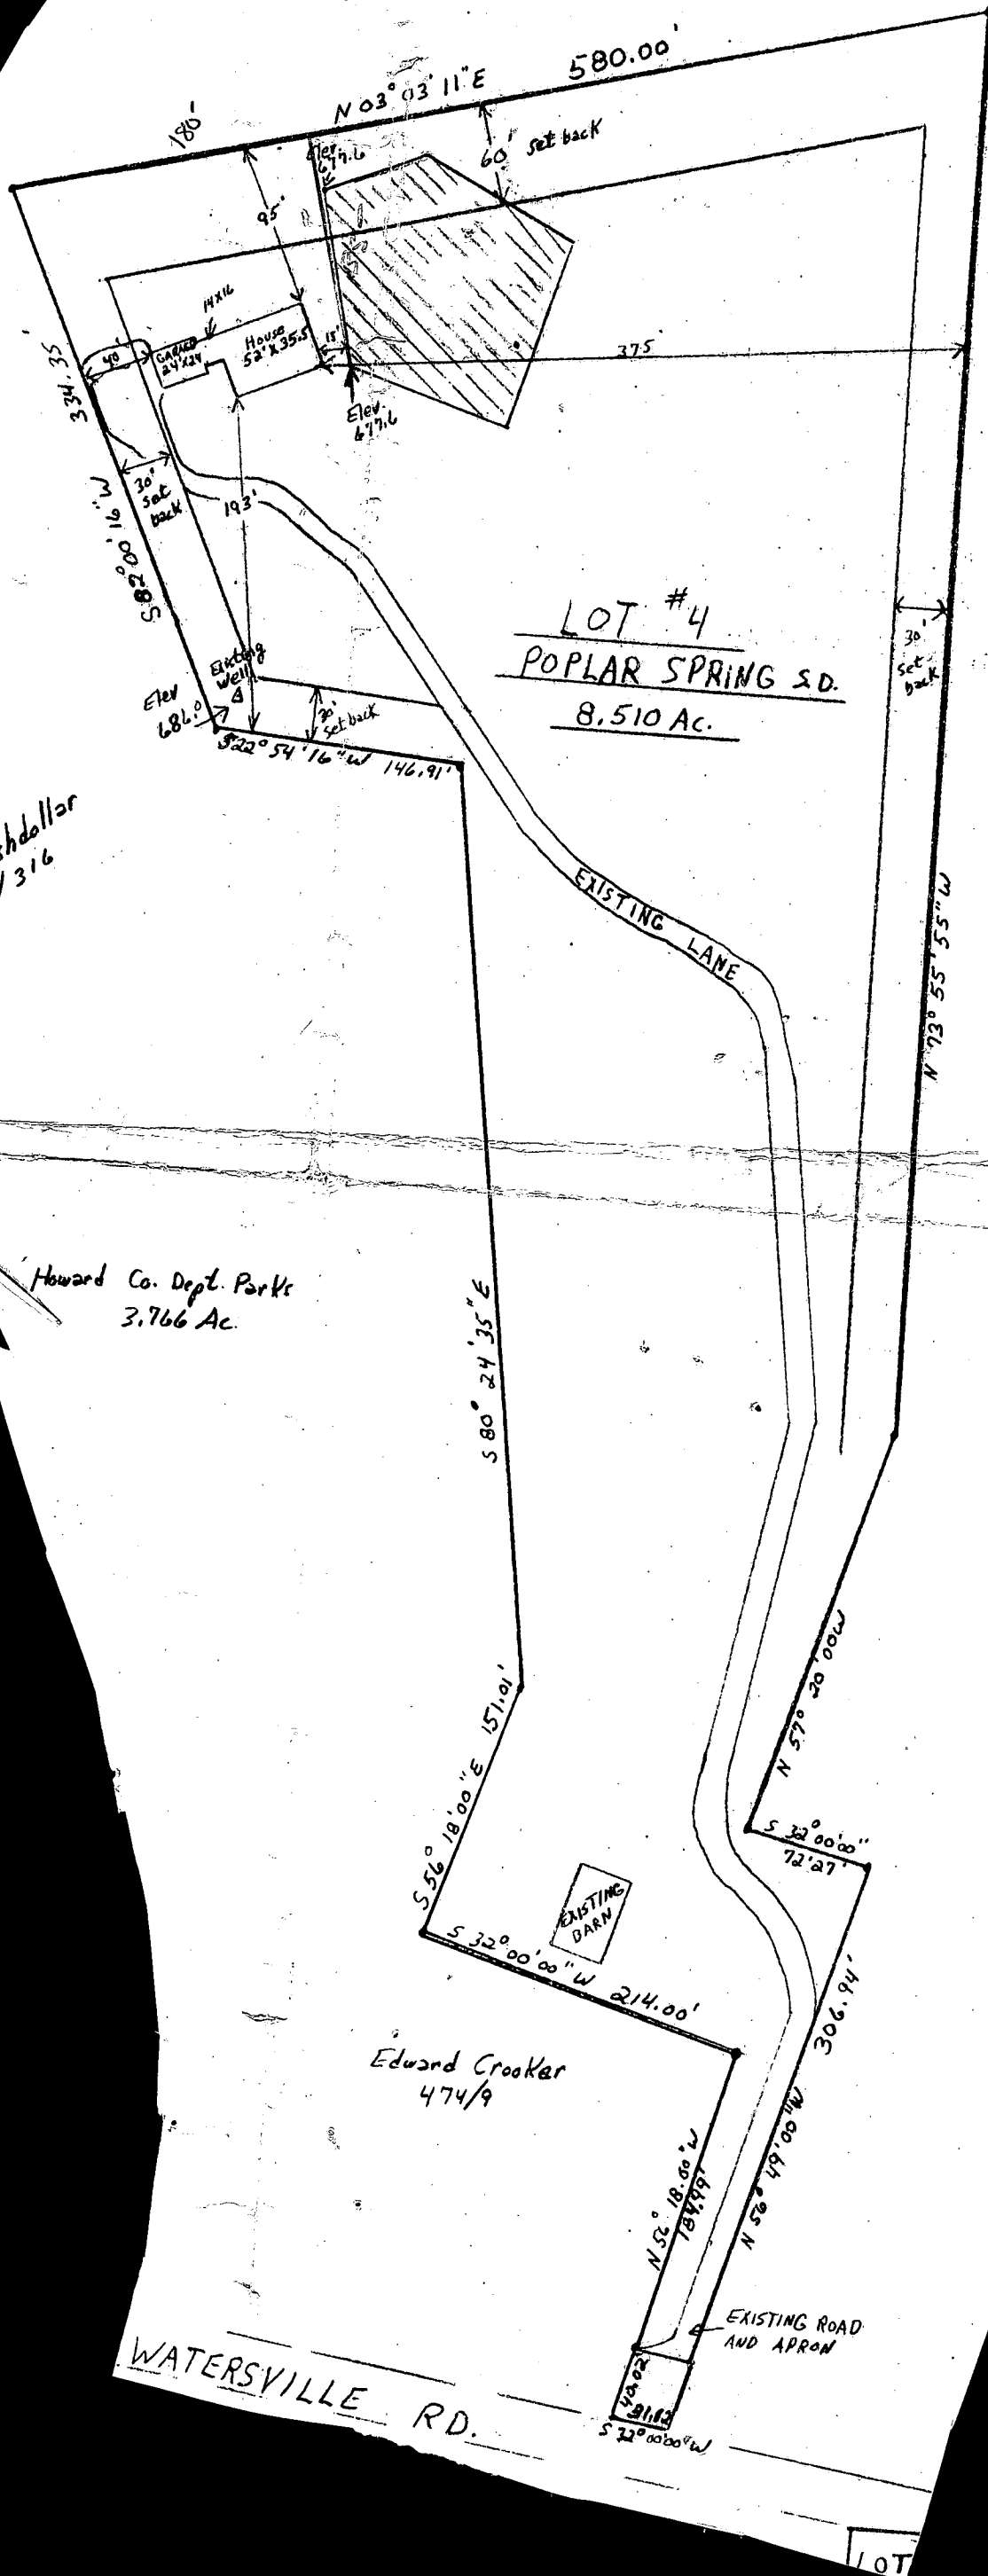 580.00'
N 03° 03' 11" E
180'
60' set back
Elev
677.6
95'
14X16
House
52' X 35.5
GARAGE
24'X24
40'
15'
375
Elev.
677.6
334.35'
30'
set
back
193'
S 82° 00' 16" W
LOT #4
POPLAR SPRING S.D.
8.510 Ac.
30'
set
back
Existing
Well
Elev
686.0
30'
set back
S22° 54' 16" W 146.91'
shdollar
/ 316
EXISTING LANE
N 73° 55' 55" W
Howard Co. Dept. Parks
3.766 Ac.
S 80° 24' 35" E
N 57° 20' 00W
151.01'
S 56° 18' 00" E
S 32° 00' 00"
72'27'
EXISTING
BARN
S 32° 00' 00" W 214.00'
306.94'
Edward Crooker
474/9
N 56° 49' 00" W
N 56° 18.00" W
184.99'
EXISTING ROAD
AND APRON
40.02'
S 32° 00' 00" W
WATERSVILLE RD.
LOT